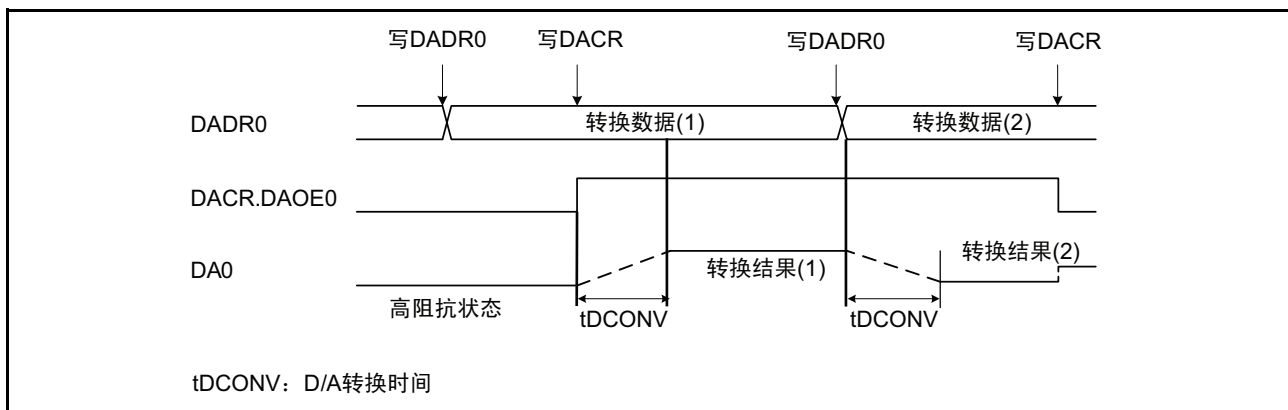 写DADR0 写DACR 写DADR0 写DACR
DADR0 转换数据(1) 转换数据(2)
DACR.DAOE0
DA0 转换结果(1) 转换结果(2)
高阻抗状态
tDCONV tDCONV
tDCONV：D/A转换时间